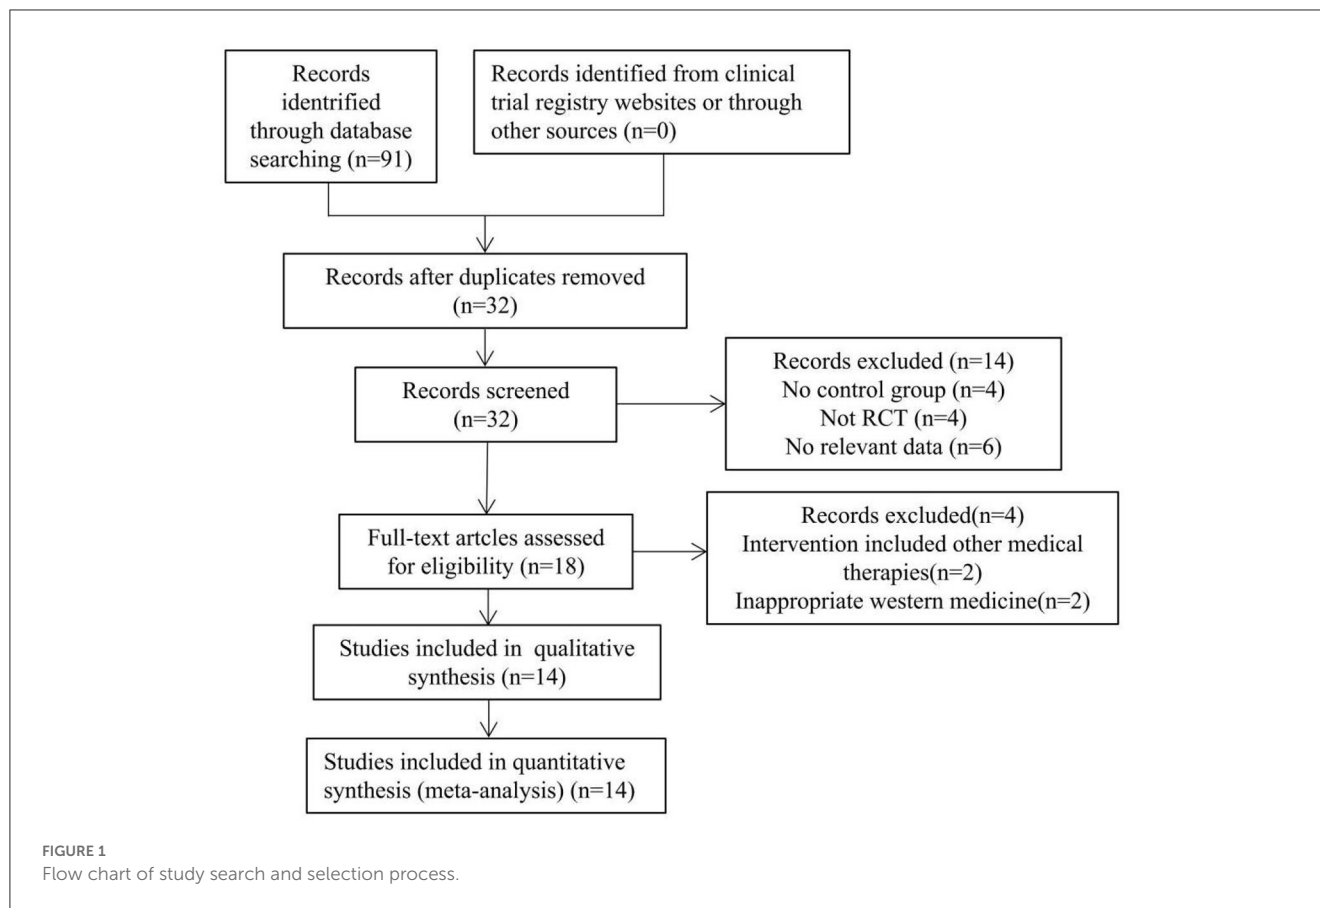 Records
identrified
through database
searching (n=91)
Records identified from clinical
trial registry websites or through
other sources (n=0)
Records after duplicates removed
(n=32)
Records screened
(n=32)
Records excluded (n=14)
No control group (n=4)
Not RCT (n=4)
No relevant data (n=6)
Full-text artcles assessed
for eligibility (n=18)
Records excluded(n=4)
Intervention included other medical
therapies(n=2)
Inappropriate western medicine(n=2)
Studies included in qualitative
synthesis (n=14)
Studies included in quantitative
synthesis (meta-analysis) (n=14)
FIGURE 1
Flow chart of study search and selection process.